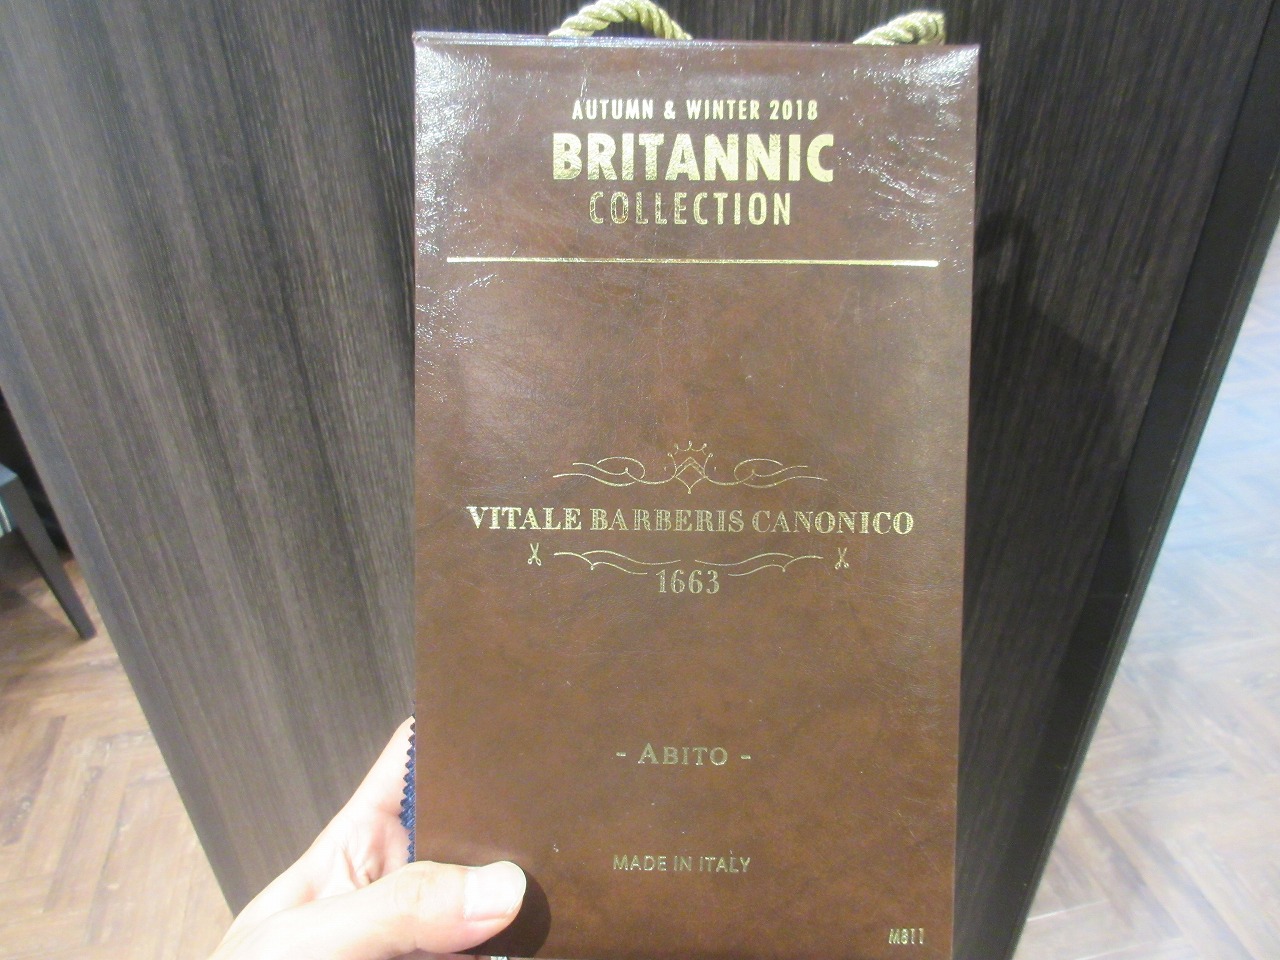 AUTUMN & WINTER 2018
BRITANNIC
COLLECTION
VITALE BARBERIS CANONICO
1663
- ABITO -
MADE IN ITALY
M811